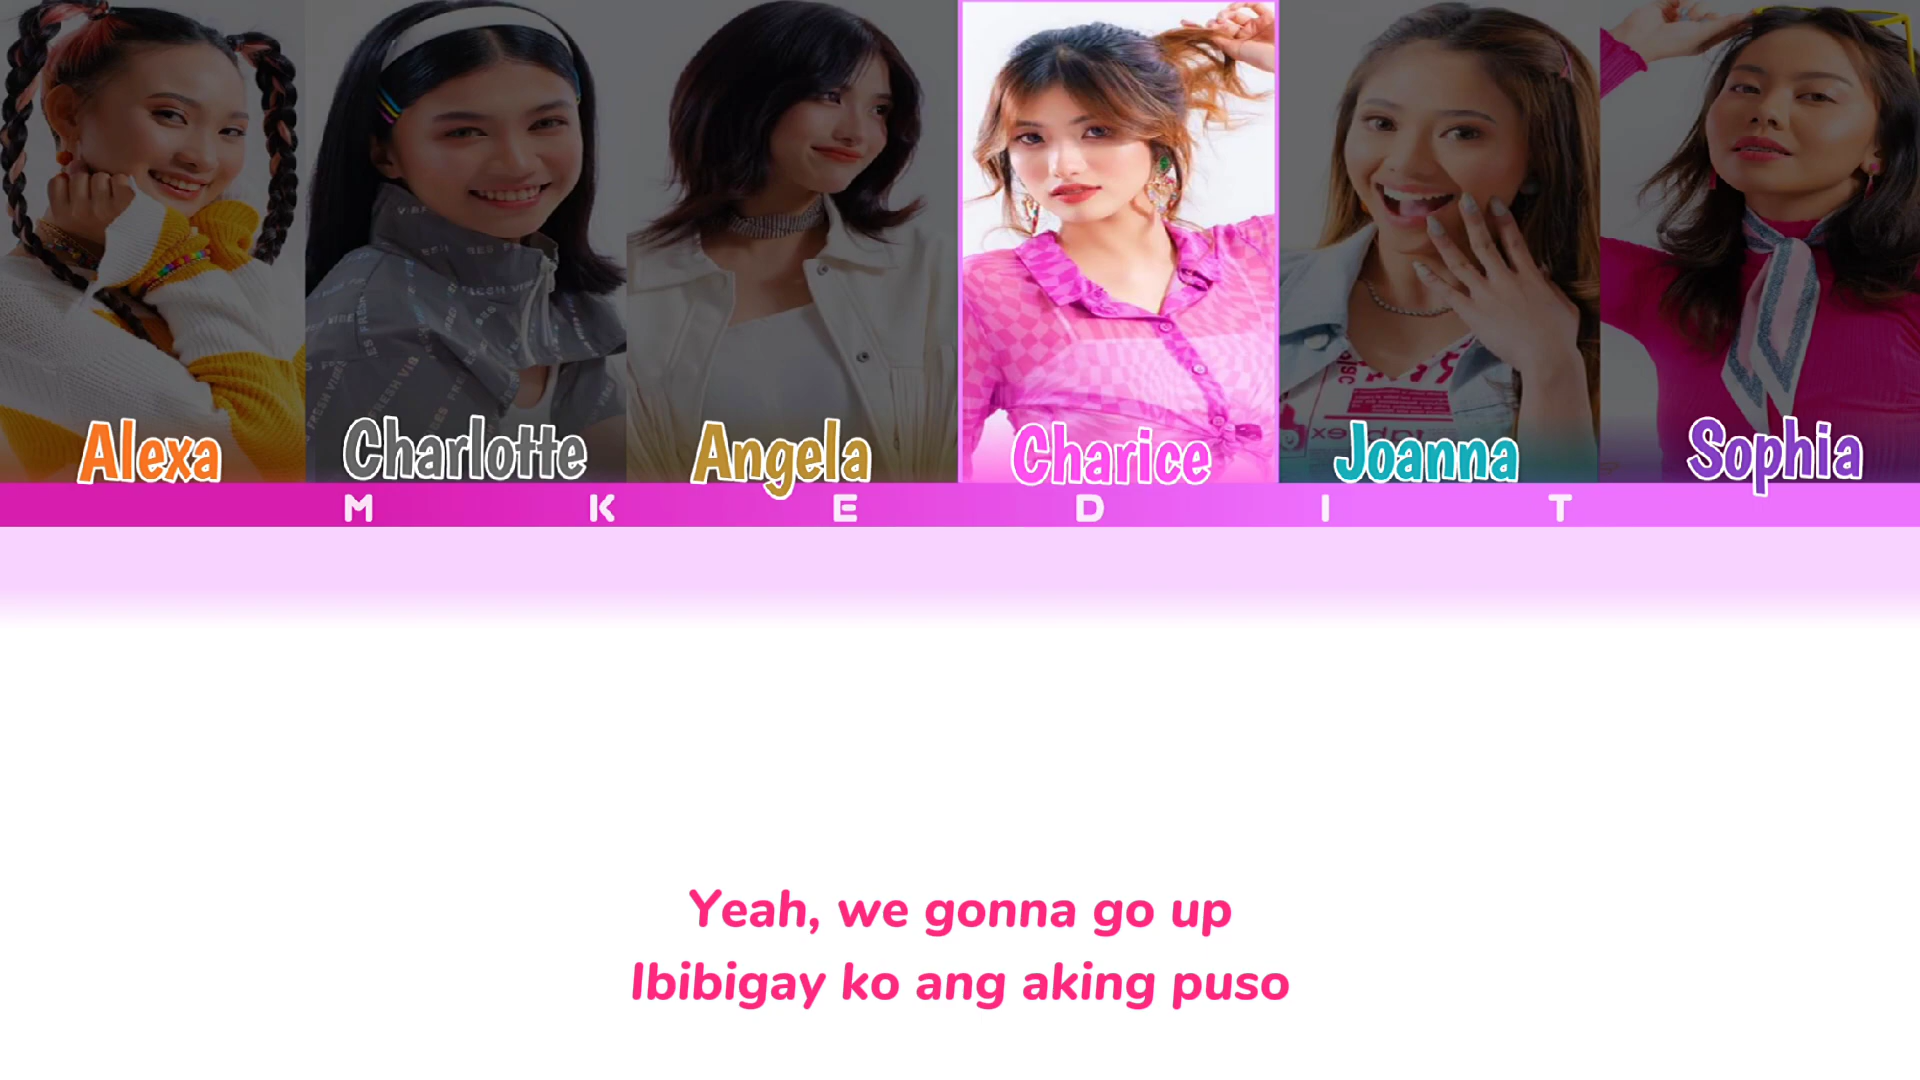 Alexa
Charlotte
Angela
Charice
Joanna
Sophia
M K E D I T
Yeah, we gonna go up
Ibibigay ko ang aking puso